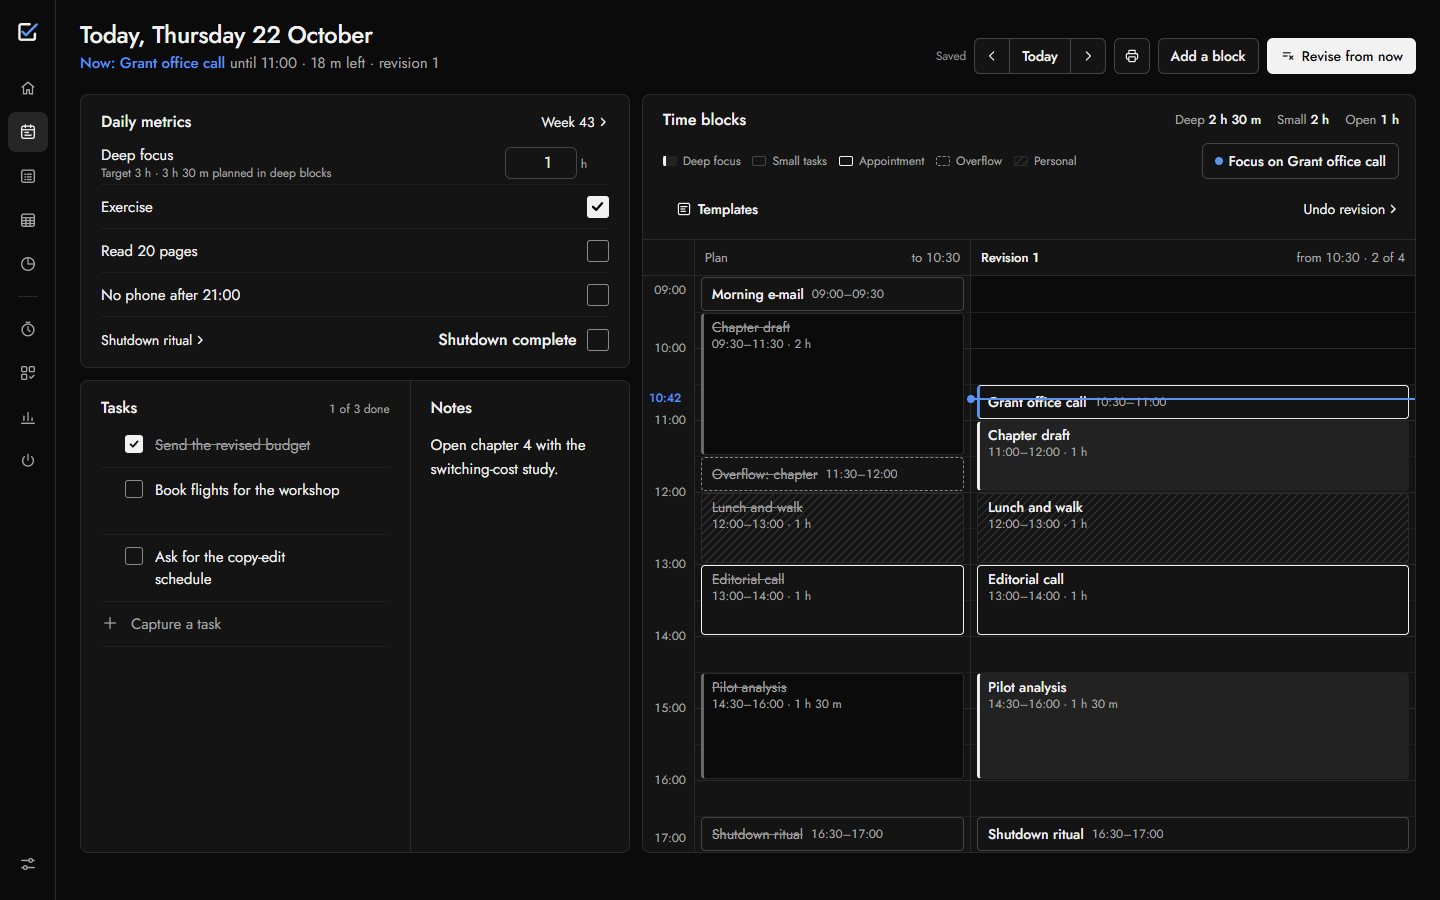 Today, Thursday 22 October
Now: Grant office call until 11:00 · 18 m left · revision 1
Saved
Today
Add a block
Revise from now
Daily metrics
Week 43
Deep focus
Target 3 h · 3 h 30 m planned in deep blocks
1 h
Exercise
Read 20 pages
No phone after 21:00
Shutdown ritual
Shutdown complete
Tasks
1 of 3 done
Send the revised budget
Book flights for the workshop
Ask for the copy-edit
schedule
Capture a task
Notes
Open chapter 4 with the
switching-cost study.
Time blocks
Deep 2 h 30 m Small 2 h Open 1 h
Deep focus Small tasks Appointment Overflow Personal
Focus on Grant office call
Templates
Undo revision
Plan to 10:30
Revision 1 from 10:30 · 2 of 4
09:00
10:00
10:42
11:00
12:00
13:00
14:00
15:00
16:00
17:00
Morning e-mail 09:00–09:30
Chapter draft
09:30–11:30 · 2 h
Overflow: chapter 11:30–12:00
Lunch and walk
12:00–13:00 · 1 h
Editorial call
13:00–14:00 · 1 h
Pilot analysis
14:30–16:00 · 1 h 30 m
Shutdown ritual 16:30–17:00
Grant office call 10:30–11:00
Chapter draft
11:00–12:00 · 1 h
Lunch and walk
12:00–13:00 · 1 h
Editorial call
13:00–14:00 · 1 h
Pilot analysis
14:30–16:00 · 1 h 30 m
Shutdown ritual 16:30–17:00